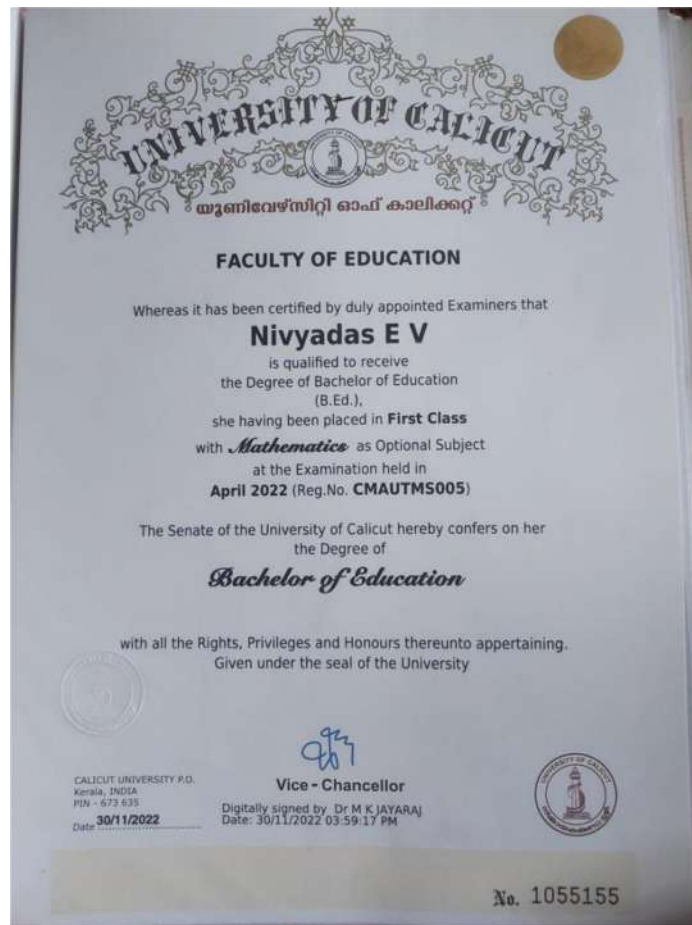 UNIVERSITY OF CALICUT
യൂണിവേഴ്സിറ്റി ഓഫ് കാലിക്കറ്റ്
FACULTY OF EDUCATION
Whereas it has been certified by duly appointed Examiners that
Nivyadas E V
is qualified to receive
the Degree of Bachelor of Education
(B.Ed.),
she having been placed in First Class
with Mathematics as Optional Subject
at the Examination held in
April 2022 (Reg.No. CMAUTMS005)
The Senate of the University of Calicut hereby confers on her
the Degree of
Bachelor of Education
with all the Rights, Privileges and Honours thereunto appertaining.
Given under the seal of the University
CALICUT UNIVERSITY P.O.
Kerala, INDIA
PIN - 673 635
Date 30/11/2022
Vice - Chancellor
Digitally signed by Dr M K JAYARAJ
Date: 30/11/2022 03:59:17 PM
UNIVERSITY OF CALICUT
No. 1055155